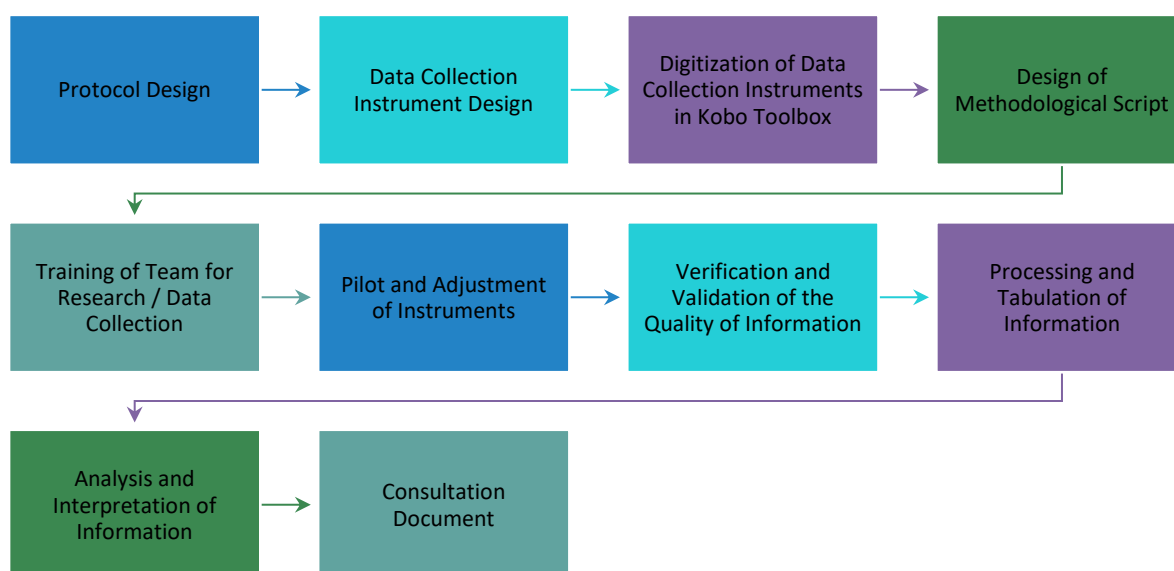 Protocol Design
Data Collection
Instrument Design
Digitization of Data
Collection Instruments
in Kobo Toolbox
Design of
Methodological Script
Training of Team for
Research / Data
Collection
Pilot and Adjustment
of Instruments
Verification and
Validation of the
Quality of Information
Processing and
Tabulation of
Information
Analysis and
Interpretation of
Information
Consultation
Document